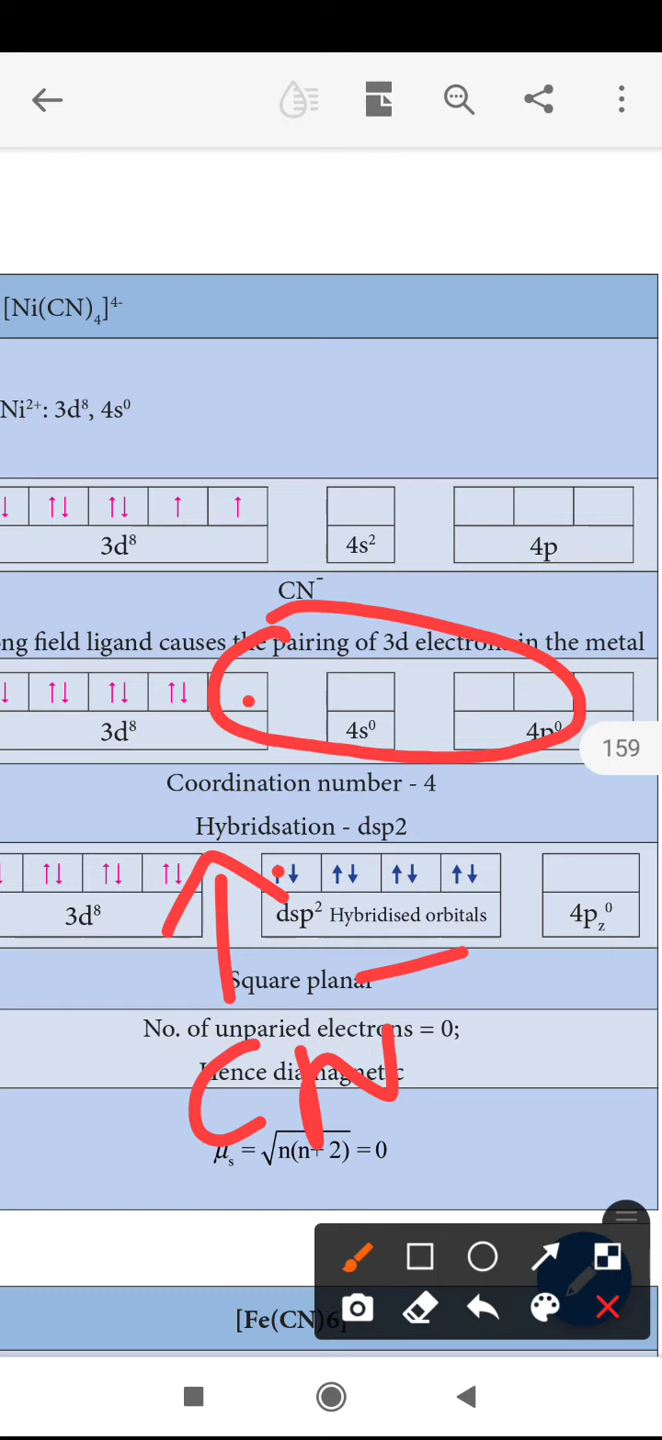 [Ni(CN)₄]⁴⁻
Ni²⁺: 3d⁸, 4s⁰
↓ ↑↓ ↑↓ ↑ ↑
3d⁸ 4s² 4p
CN⁻
ng field ligand causes the pairing of 3d electrons in the metal
↓ ↑↓ ↑↓ ↑↓
3d⁸ 4s⁰ 4p⁰
159
Coordination number - 4
Hybridsation - dsp2
↑↓ ↑↓ ↑↓ ↑↓ ↑↓ ↑↓ ↑↓
3d⁸ dsp² Hybridised orbitals 4p_z⁰
Square planar
No. of unparied electrons = 0;
Hence diamagnetic
CN⁻
μₛ = √n(n+2) = 0
[Fe(CN)6]